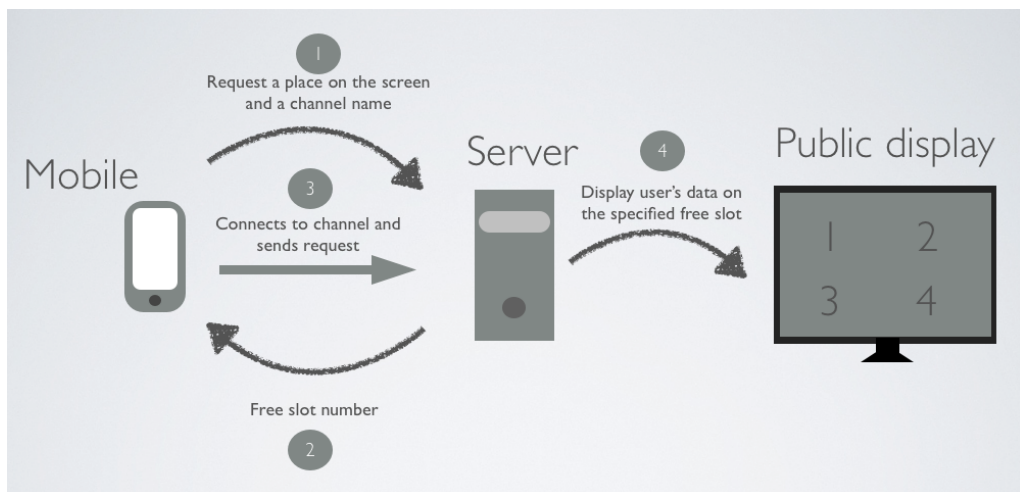 1
Request a place on the screen
and a channel name
Mobile
3
Connects to channel and
sends request
Free slot number
2
Server
4
Display user's data on
the specified free slot
Public display
1 2
3 4